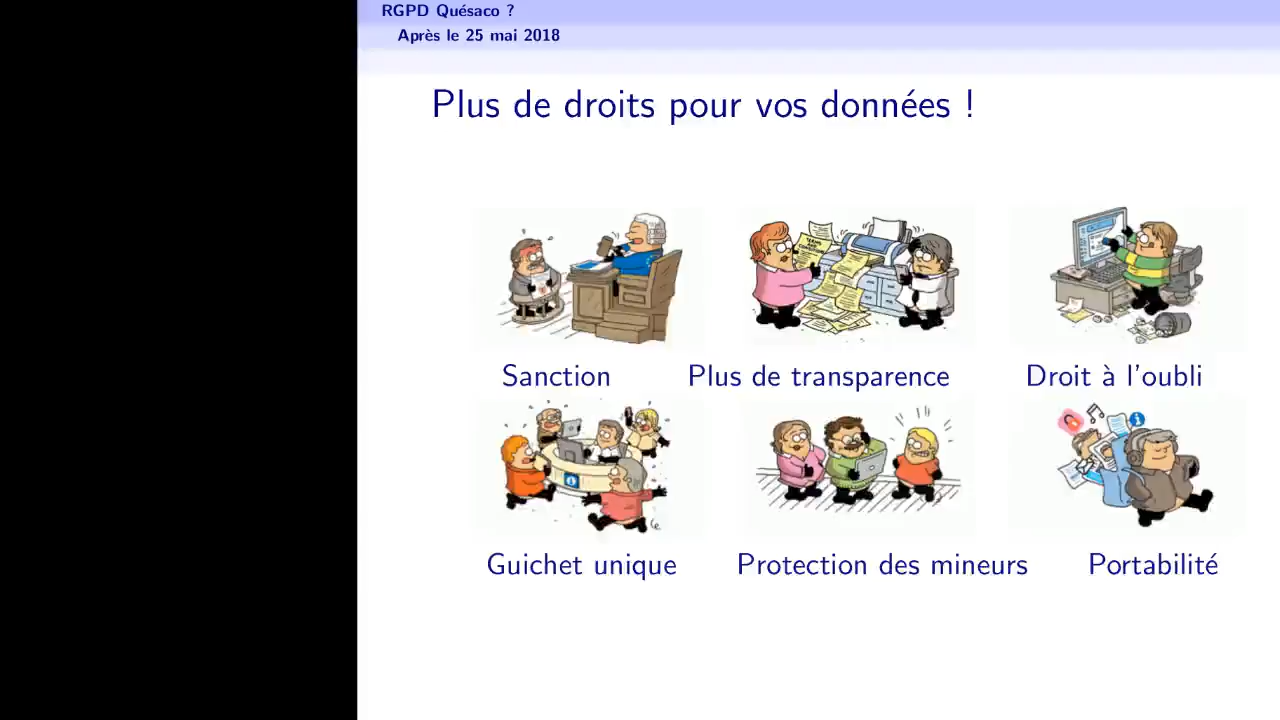 RGPD Quésaco ?
Après le 25 mai 2018
Plus de droits pour vos données !
Sanction
Plus de transparence
Droit à l'oubli
Guichet unique
Protection des mineurs
Portabilité